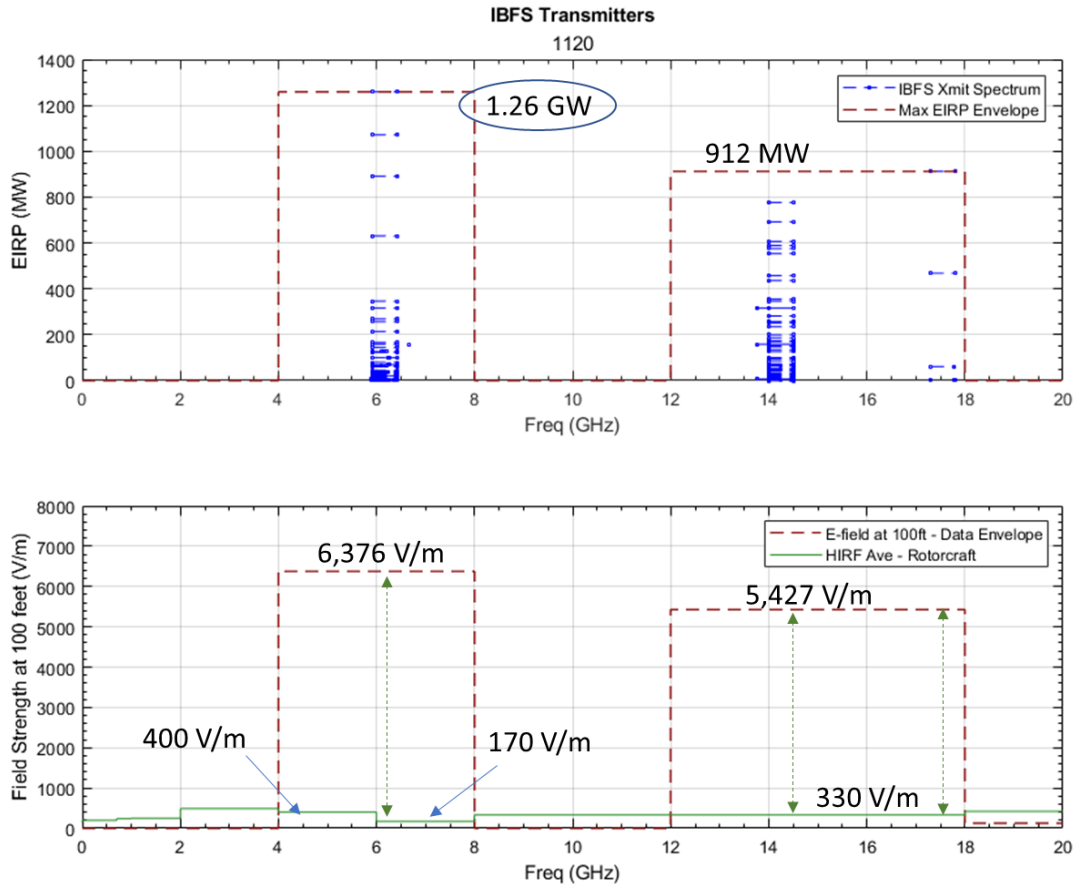 IBFS Transmitters
1120
1400
1200
1000
800
600
400
200
0
EIRP (MW)
1.26 GW
912 MW
IBFS Xmit Spectrum
Max EIRP Envelope
0 2 4 6 8 10 12 14 16 18 20
Freq (GHz)
8000
7000
6000
5000
4000
3000
2000
1000
0
Field Strength at 100 feet (V/m)
E-field at 100ft - Data Envelope
HIRF Ave - Rotorcraft
6,376 V/m
5,427 V/m
400 V/m
170 V/m
330 V/m
0 2 4 6 8 10 12 14 16 18 20
Freq (GHz)